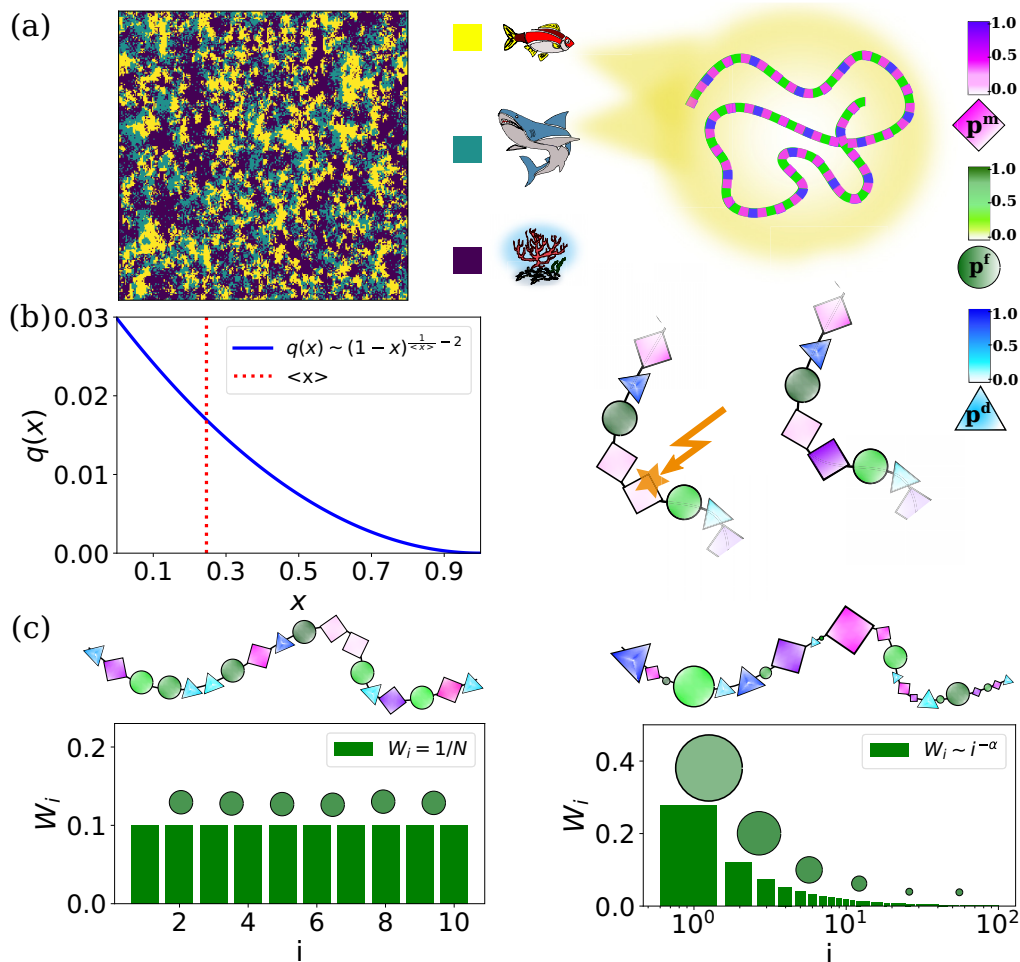 (a)
1.0
0.5
0.0
p^m
1.0
0.5
0.0
p^f
1.0
0.5
0.0
p^d
(b)
0.03
0.02
0.01
0.00
q(x)
q(x) ~ (1 − x)^{1/<x> − 2}
<x>
0.1 0.3 0.5 0.7 0.9
x
(c)
0.2
0.1
0.0
W_i
W_i = 1/N
2 4 6 8 10
i
0.4
0.2
0.0
W_i
W_i ~ i^{−α}
10^0 10^1 10^2
i